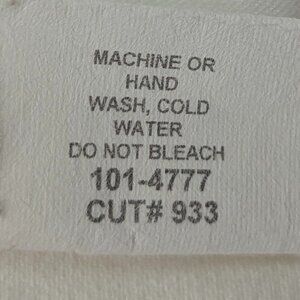 MACHINE OR
HAND
WASH, COLD
WATER
DO NOT BLEACH
101-4777
CUT# 933